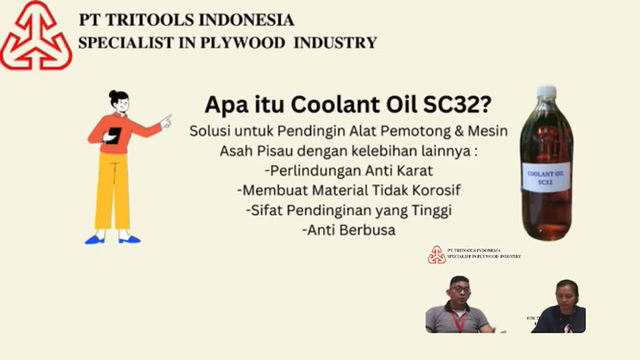 PT TRITOOLS INDONESIA
SPECIALIST IN PLYWOOD INDUSTRY
Apa itu Coolant Oil SC32?
Solusi untuk Pendingin Alat Pemotong & Mesin
Asah Pisau dengan kelebihan lainnya :
-Perlindungan Anti Karat
-Membuat Material Tidak Korosif
-Sifat Pendinginan yang Tinggi
-Anti Berbusa
COOLANT OIL
SC32
PT TRITOOLS INDONESIA
SPECIALIST IN PLYWOOD INDUSTRY